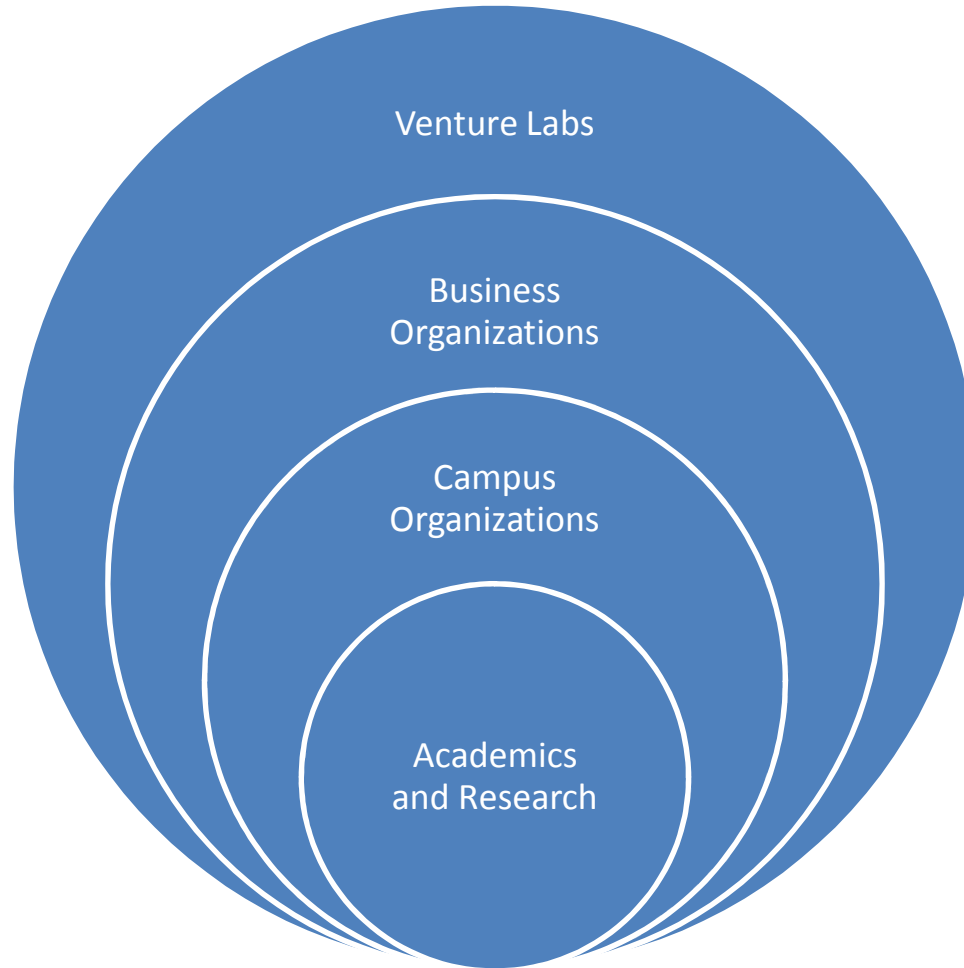 Venture Labs
Business
Organizations
Campus
Organizations
Academics
and Research